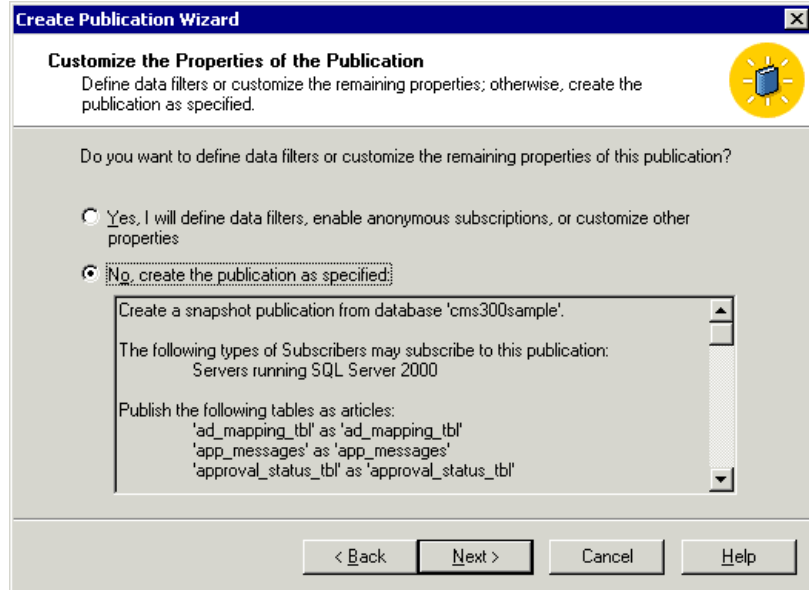 Create Publication Wizard
Customize the Properties of the Publication
Define data filters or customize the remaining properties; otherwise, create the
publication as specified.
Do you want to define data filters or customize the remaining properties of this publication?
Yes, I will define data filters, enable anonymous subscriptions, or customize other
properties
No, create the publication as specified:
Create a snapshot publication from database 'cms300sample'.
The following types of Subscribers may subscribe to this publication:
Servers running SQL Server 2000
Publish the following tables as articles:
'ad_mapping_tbl' as 'ad_mapping_tbl'
'app_messages' as 'app_messages'
'approval_status_tbl' as 'approval_status_tbl'
< Back Next > Cancel Help